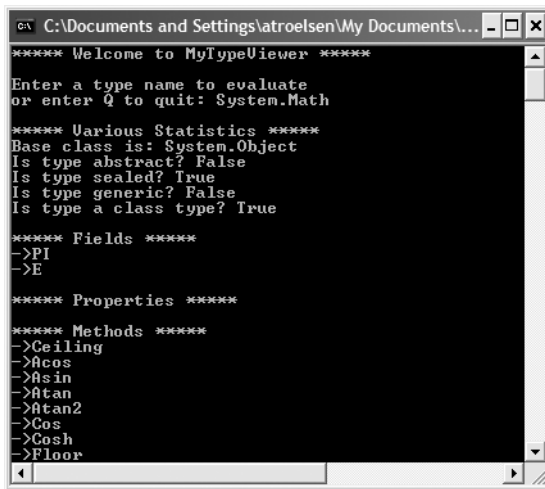 C:\Documents and Settings\atroelsen\My Documents\...
***** Welcome to MyTypeViewer *****
Enter a type name to evaluate
or enter Q to quit: System.Math
***** Various Statistics *****
Base class is: System.Object
Is type abstract? False
Is type sealed? True
Is type generic? False
Is type a class type? True
***** Fields *****
->PI
->E
***** Properties *****
***** Methods *****
->Ceiling
->Acos
->Asin
->Atan
->Atan2
->Cos
->Cosh
->Floor